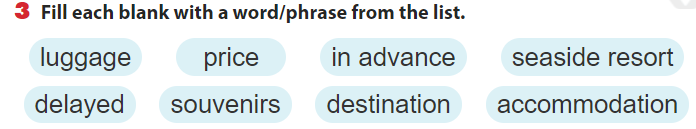 3 Fill each blank with a word/phrase from the list.
luggage price in advance seaside resort
delayed souvenirs destination accommodation